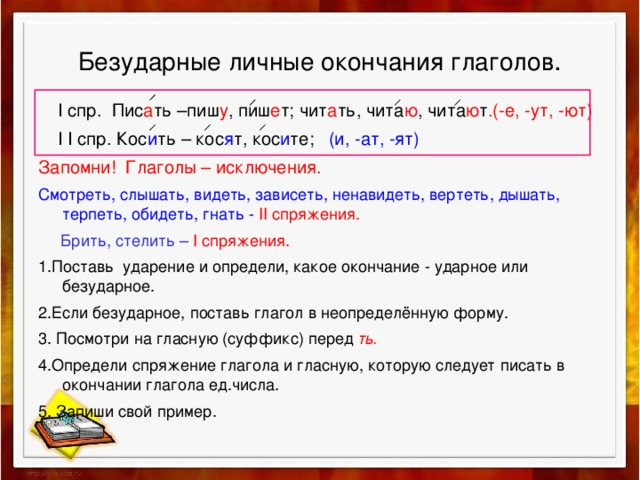 Безударные личные окончания глаголов.
I спр. Писать –пишу, пишет; читать, читаю, читают.(-е, -ут, -ют)
I I спр. Косить – косят, косите; (и, -ат, -ят)
Запомни! Глаголы – исключения.
Смотреть, слышать, видеть, зависеть, ненавидеть, вертеть, дышать,
терпеть, обидеть, гнать - II спряжения.
Брить, стелить – I спряжения.
1.Поставь ударение и определи, какое окончание - ударное или
безударное.
2.Если безударное, поставь глагол в неопределённую форму.
3. Посмотри на гласную (суффикс) перед ть.
4.Определи спряжение глагола и гласную, которую следует писать в
окончании глагола ед.числа.
5. Запиши свой пример.